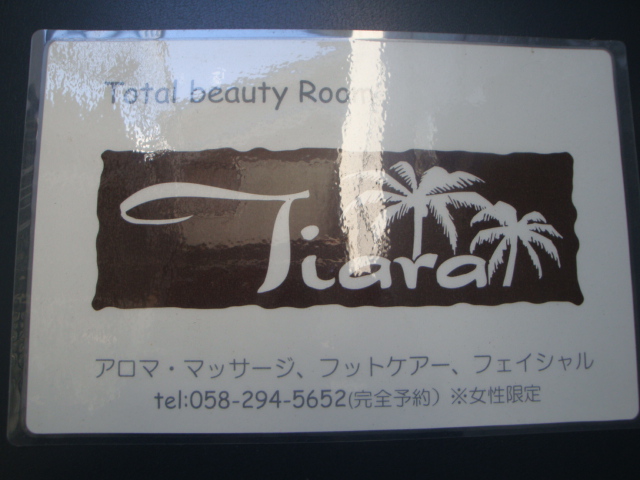 Total beauty Room
Tiara
アロマ・マッサージ、フットケアー、フェイシャル
tel:058-294-5652(完全予約）※女性限定